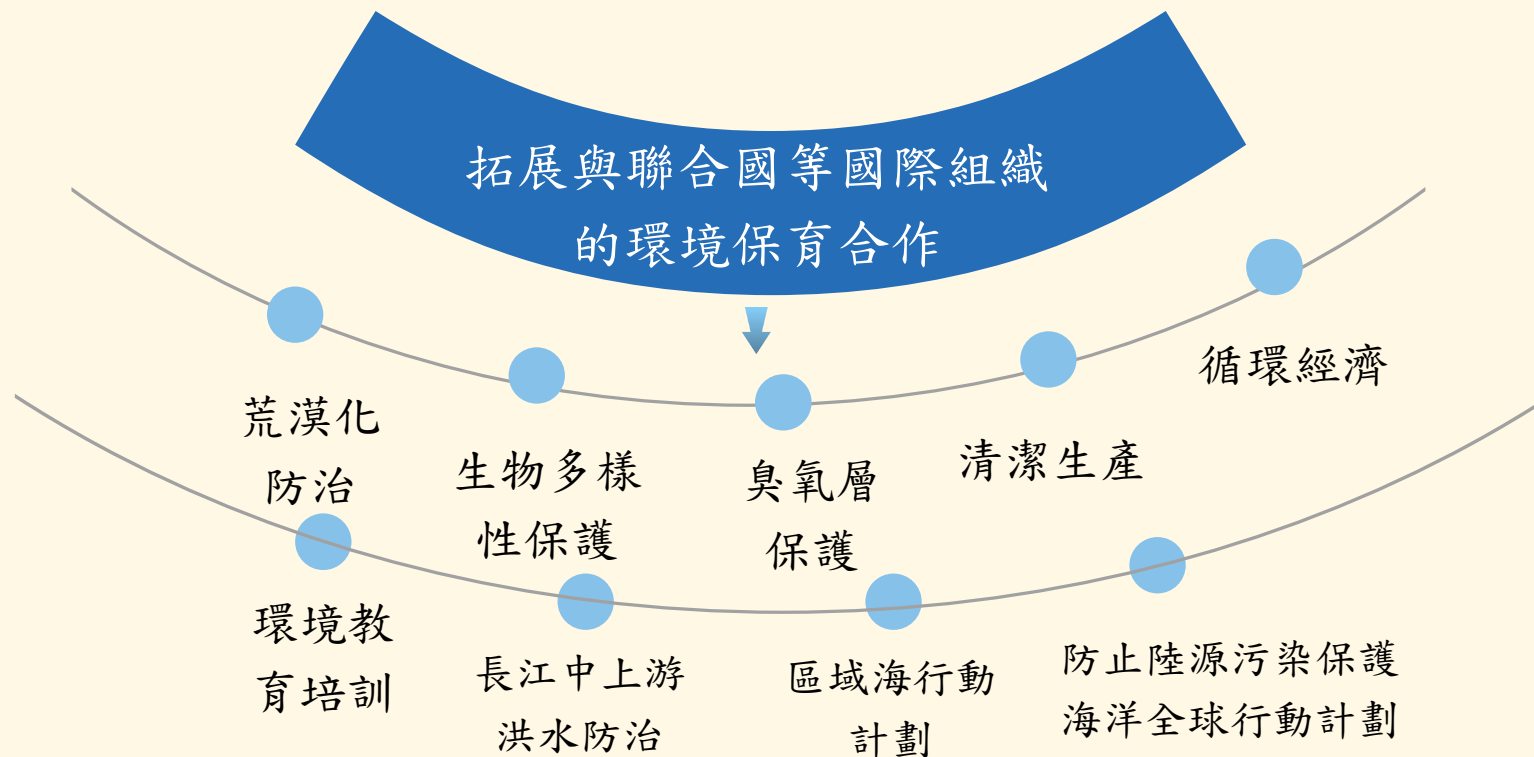 拓展與聯合國等國際組織
的環境保育合作
荒漠化
防治
生物多樣
性保護
臭氧層
保護
清潔生產
循環經濟
環境教
育培訓
長江中上游
洪水防治
區域海行動
計劃
防止陸源污染保護
海洋全球行動計劃